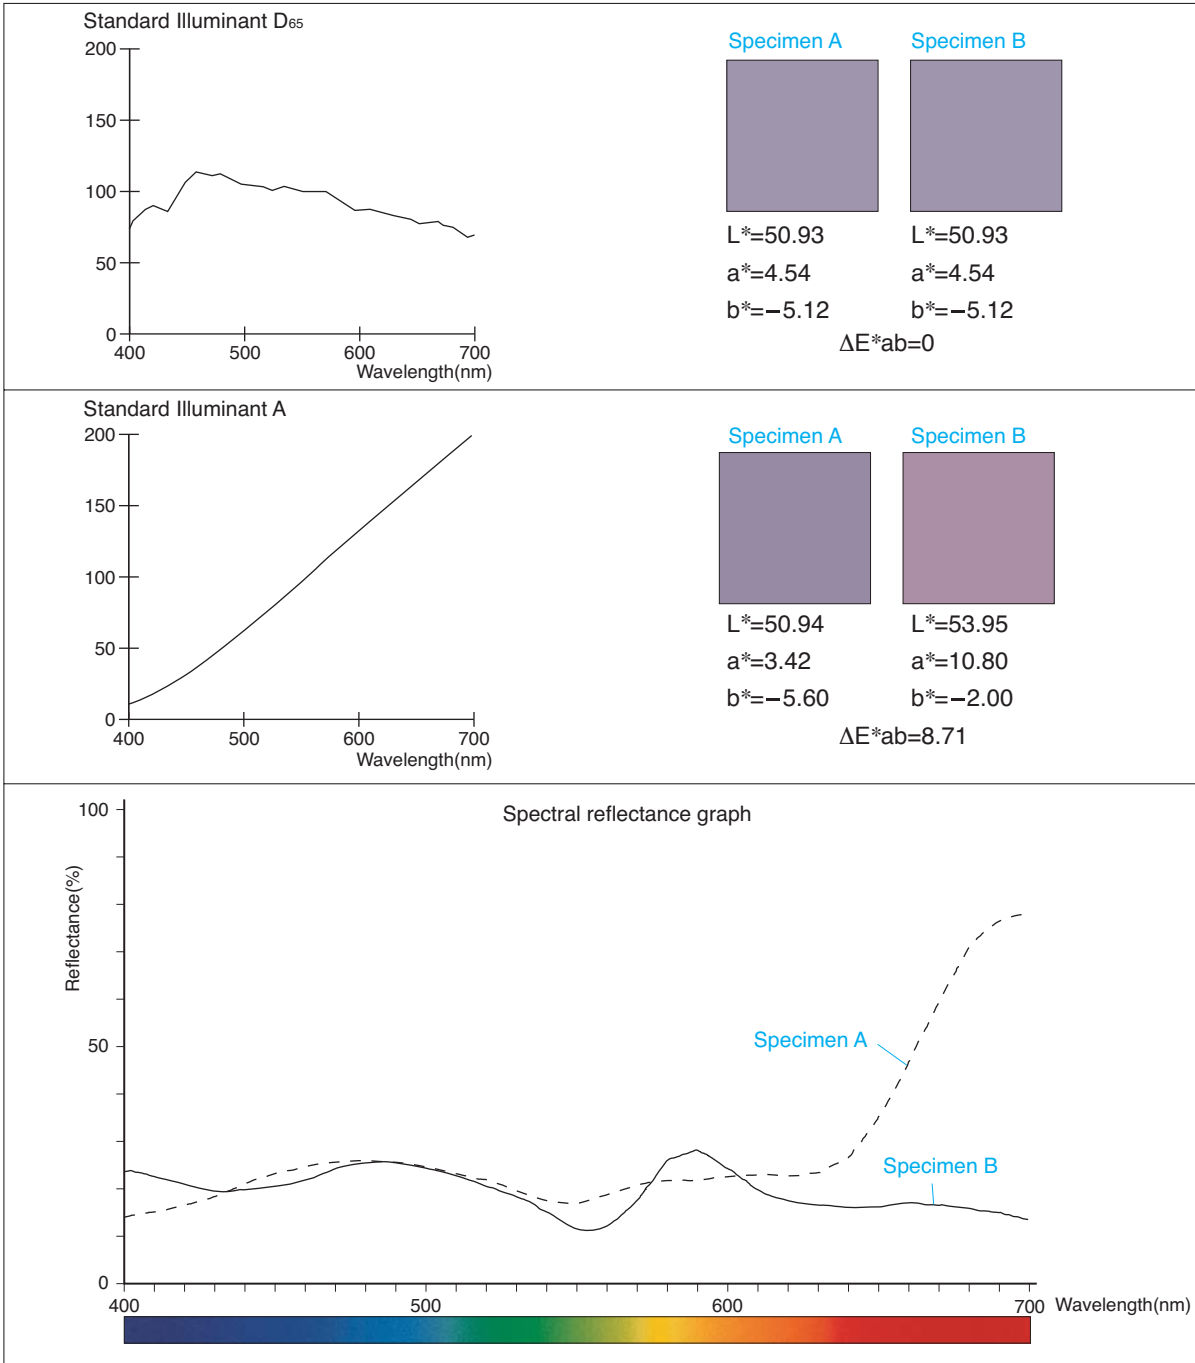 Standard Illuminant D65
200
150
100
50
0
400 500 600 700
Wavelength(nm)
Specimen A Specimen B
L*=50.93 L*=50.93
a*=4.54 a*=4.54
b*=−5.12 b*=−5.12
ΔE*ab=0
Standard Illuminant A
200
150
100
50
0
400 500 600 700
Wavelength(nm)
Specimen A Specimen B
L*=50.94 L*=53.95
a*=3.42 a*=10.80
b*=−5.60 b*=−2.00
ΔE*ab=8.71
Spectral reflectance graph
100
Reflectance(%)
50
Specimen A
Specimen B
0
400 500 600 700 Wavelength(nm)